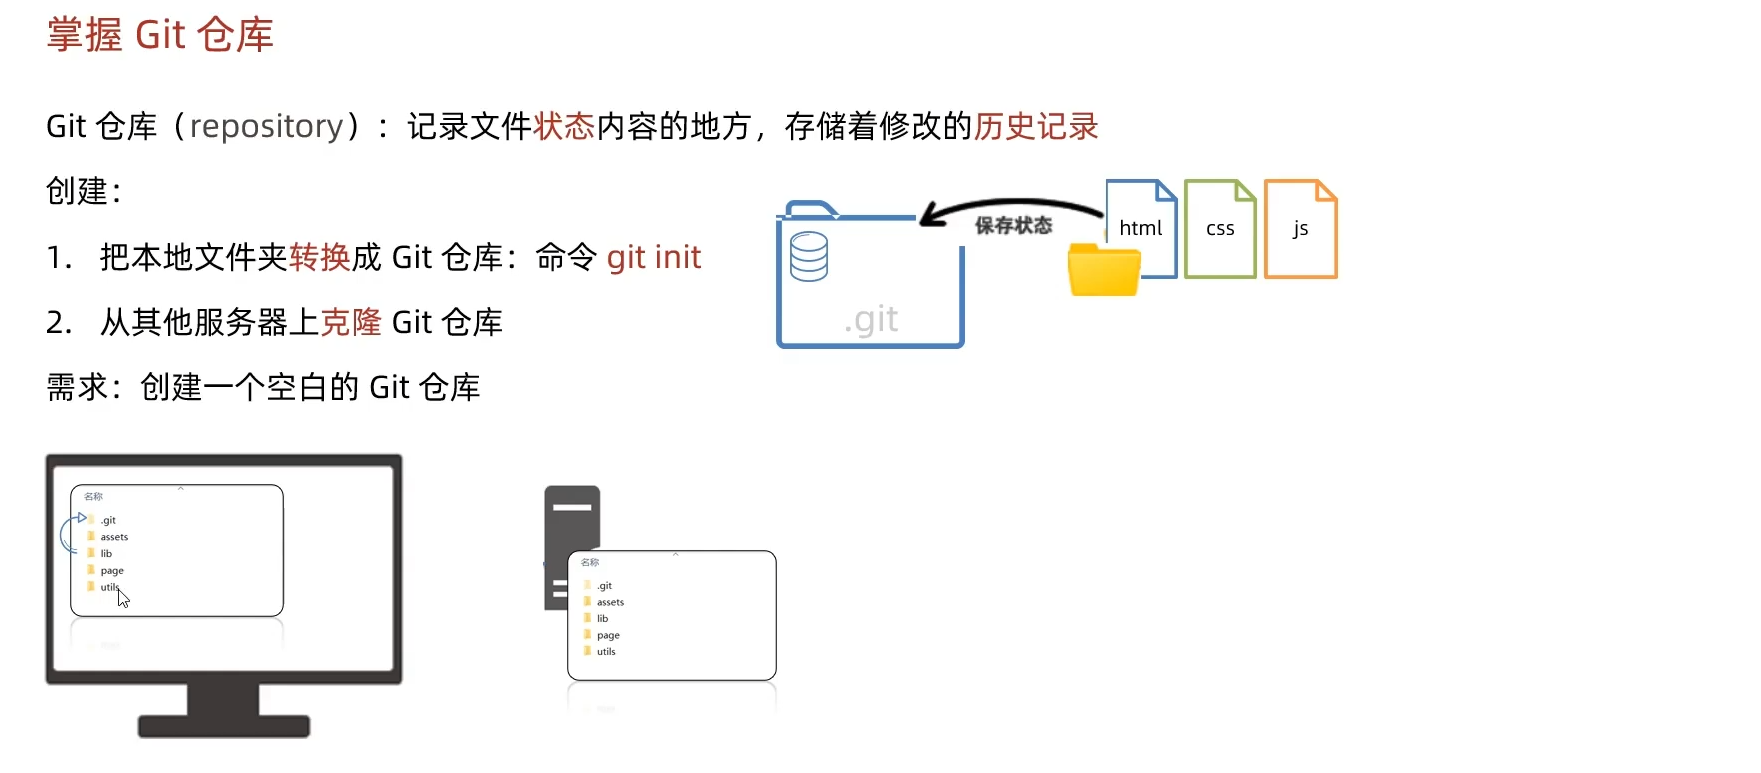 掌握 Git 仓库
Git 仓库（repository）：记录文件状态内容的地方，存储着修改的历史记录
创建：
1. 把本地文件夹转换成 Git 仓库：命令 git init
2. 从其他服务器上克隆 Git 仓库
需求：创建一个空白的 Git 仓库
保存状态
html
css
js
.git
名称
.git
assets
lib
page
utils
名称
.git
assets
lib
page
utils